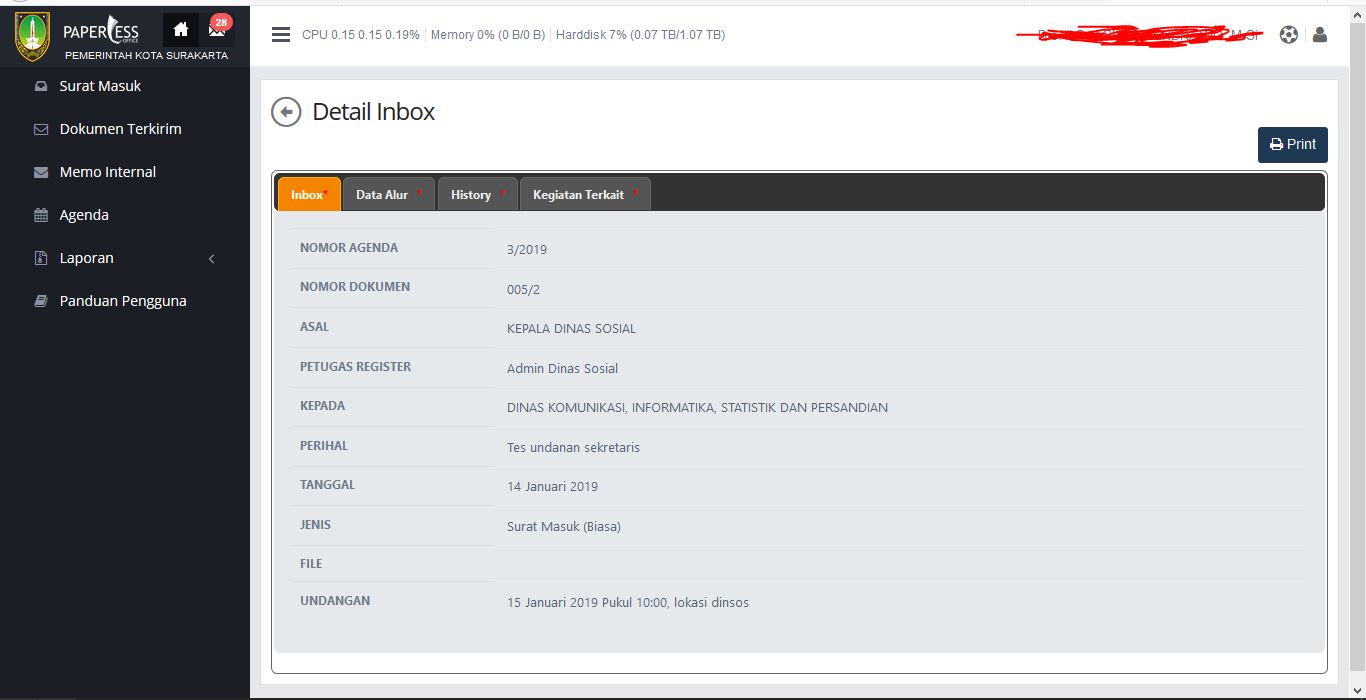 PAPERLESS
OFFICE
28
PEMERINTAH KOTA SURAKARTA
CPU 0.15 0.15 0.19% Memory 0% (0 B/0 B) Harddisk 7% (0.07 TB/1.07 TB)
Surat Masuk
Dokumen Terkirim
Memo Internal
Agenda
Laporan
Panduan Pengguna
Detail Inbox
Print
Inbox* Data Alur * History * Kegiatan Terkait *
NOMOR AGENDA 3/2019
NOMOR DOKUMEN 005/2
ASAL KEPALA DINAS SOSIAL
PETUGAS REGISTER Admin Dinas Sosial
KEPADA DINAS KOMUNIKASI, INFORMATIKA, STATISTIK DAN PERSANDIAN
PERIHAL Tes undanan sekretaris
TANGGAL 14 Januari 2019
JENIS Surat Masuk (Biasa)
FILE
UNDANGAN 15 Januari 2019 Pukul 10:00, lokasi dinsos